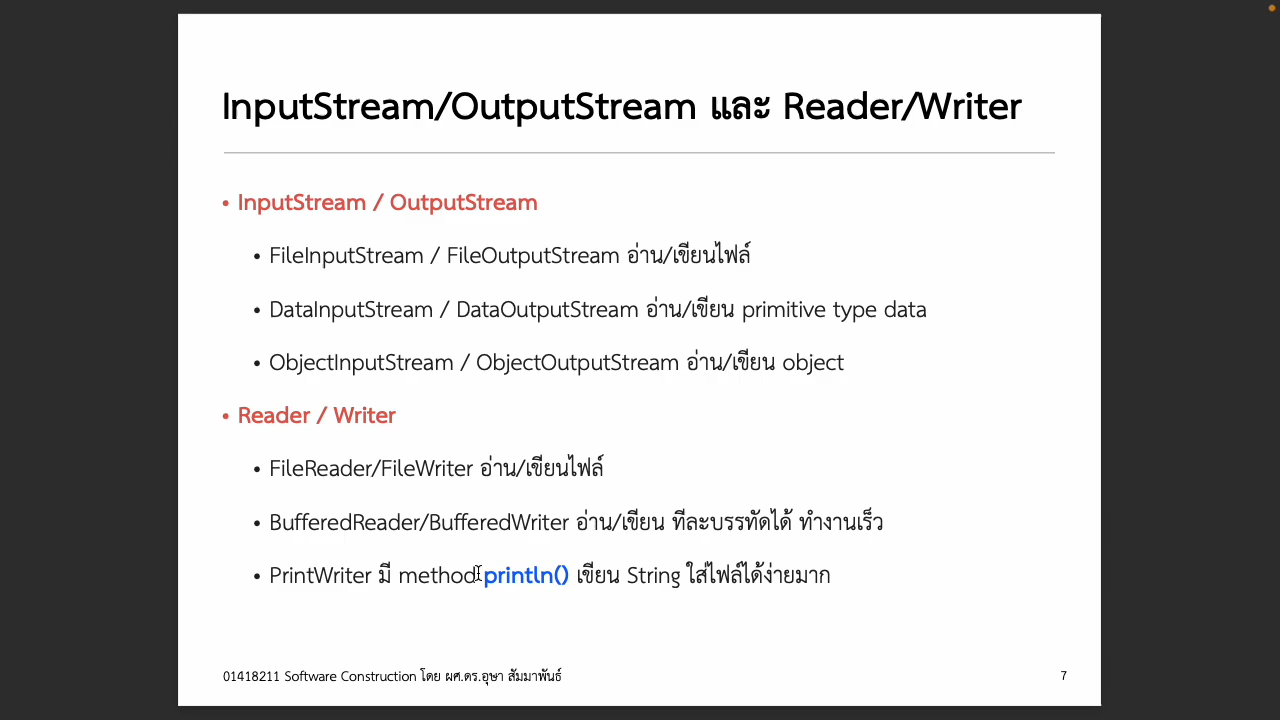 InputStream/OutputStream และ Reader/Writer
• InputStream / OutputStream
• FileInputStream / FileOutputStream อ่าน/เขียนไฟล์
• DataInputStream / DataOutputStream อ่าน/เขียน primitive type data
• ObjectInputStream / ObjectOutputStream อ่าน/เขียน object
• Reader / Writer
• FileReader/FileWriter อ่าน/เขียนไฟล์
• BufferedReader/BufferedWriter อ่าน/เขียน ทีละบรรทัดได้ ทำงานเร็ว
• PrintWriter มี method println() เขียน String ใส่ไฟล์ได้ง่ายมาก
01418211 Software Construction โดย ผศ.ดร.อุษา สัมมาพันธ์
7